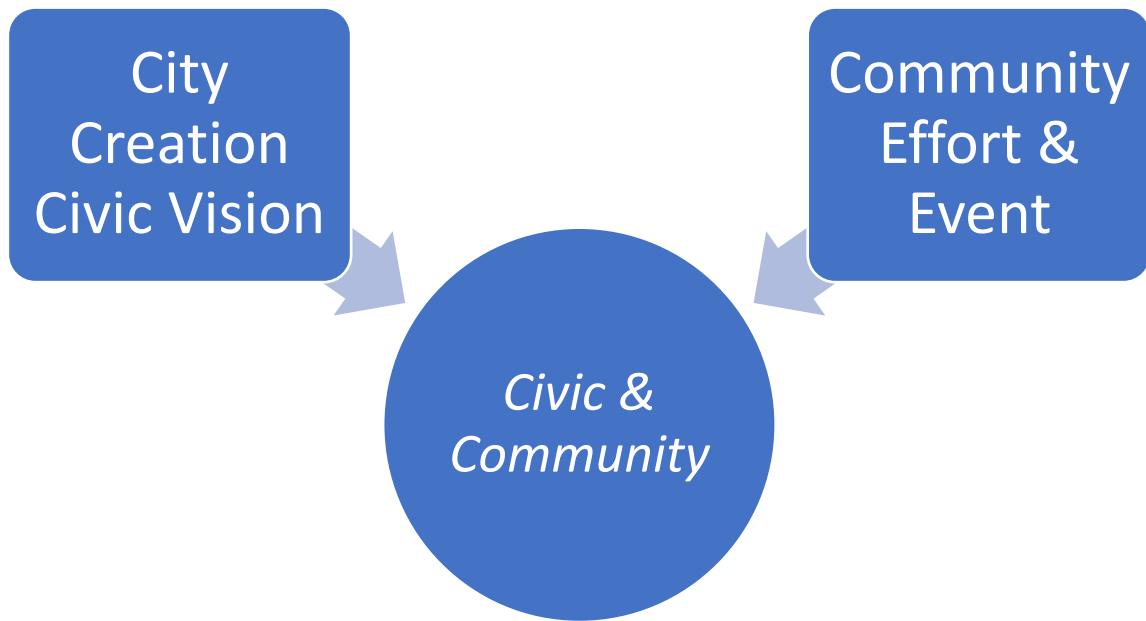 City
Creation
Civic Vision
Community
Effort &
Event
Civic &
Community